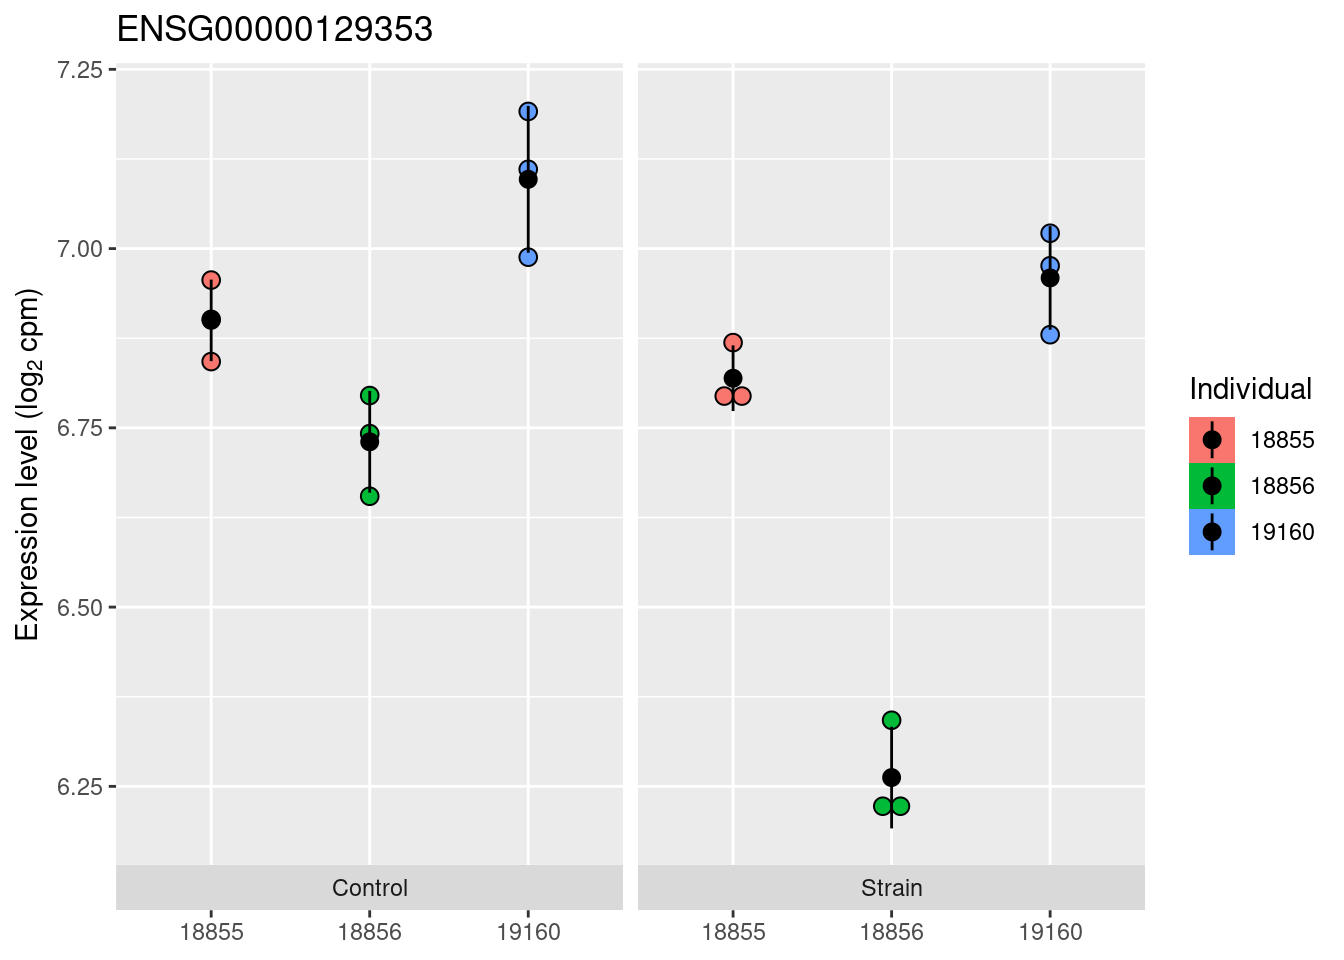 ENSG00000129353
Expression level (log2 cpm)
7.25
7.00
6.75
6.50
6.25
Control
Strain
18855
18856
19160
18855
18856
19160
Individual
18855
18856
19160